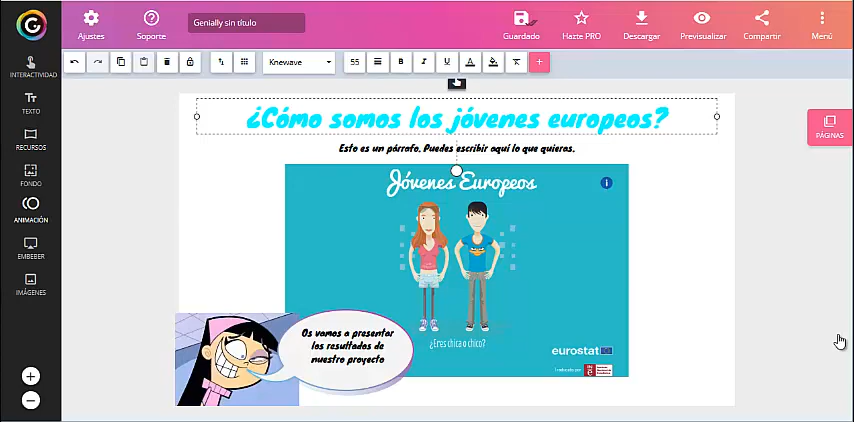 Ajustes
Soporte
Genially sin título
Guardado
Hazte PRO
Descargar
Previsualizar
Compartir
Menú
INTERACTIVIDAD
TEXTO
RECURSOS
FONDO
ANIMACIÓN
EMBEBER
IMÁGENES
Knewave
55
B
I
U
A
PÁGINAS
¿Cómo somos los jóvenes europeos?
Esto es un párrafo. Puedes escribir aquí lo que quieras.
Jóvenes Europeos
i
¿Eres chica o chico?
eurostat
Os vamos a presentar
los resultados de
nuestro proyecto